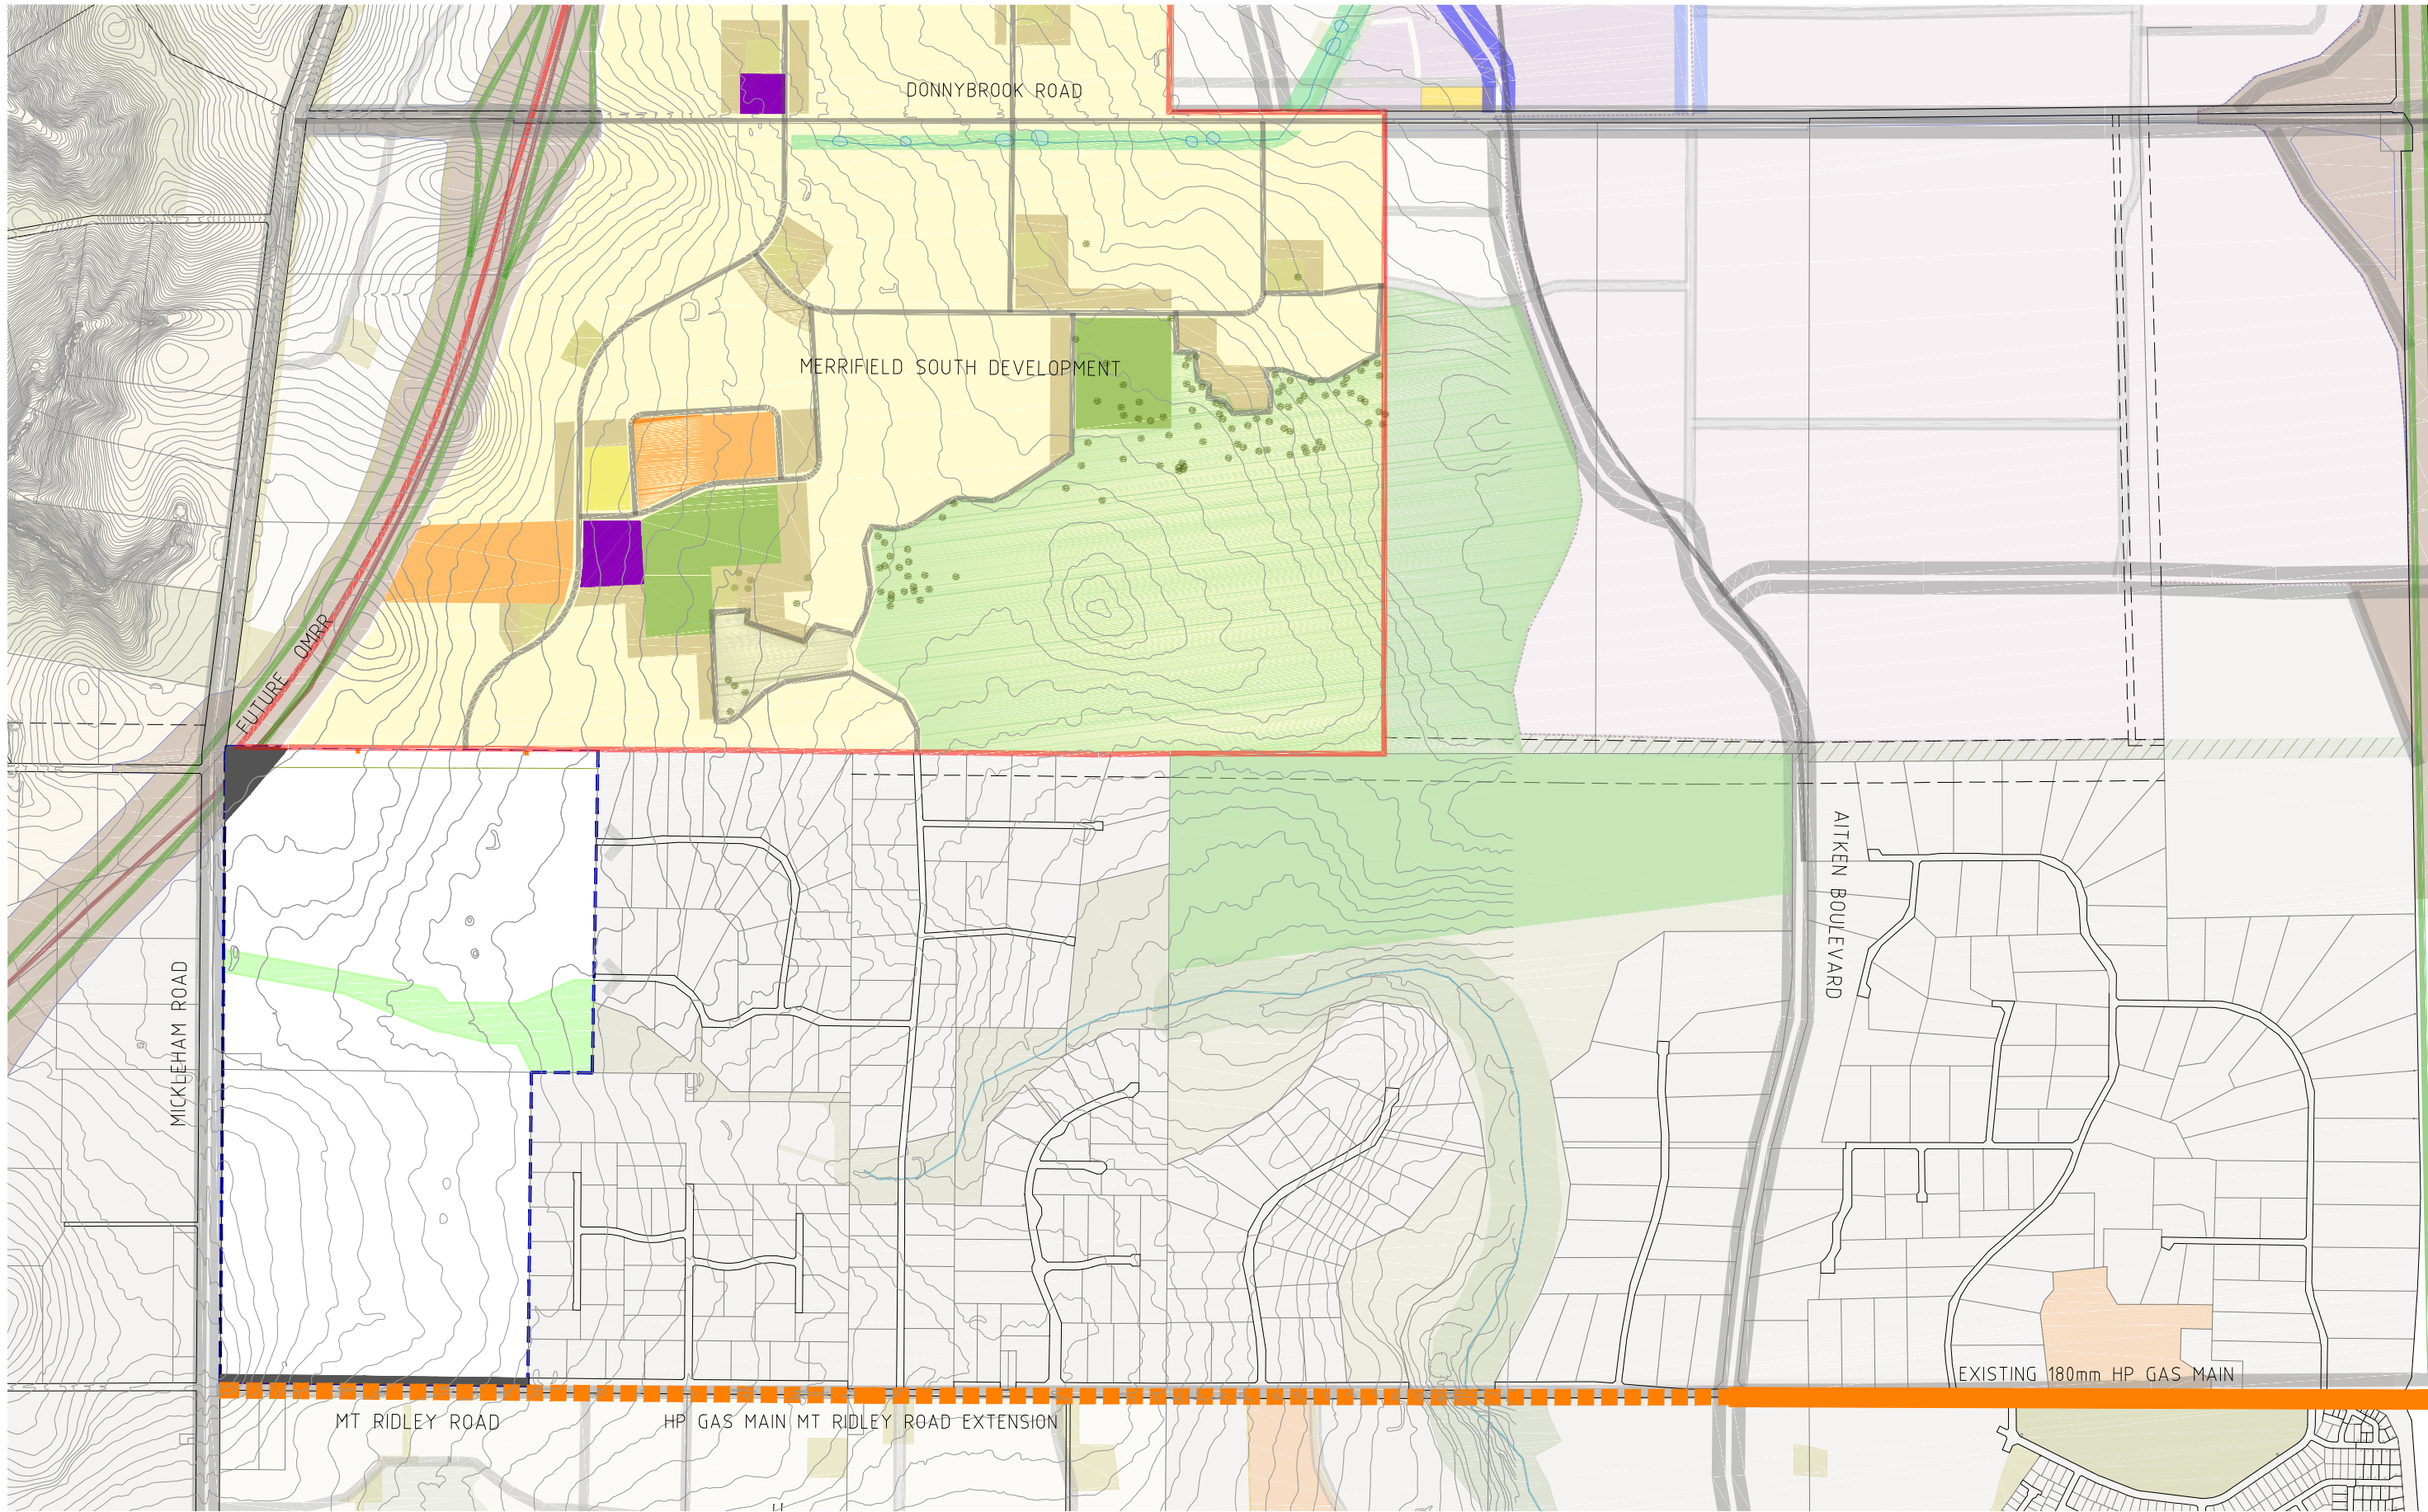 DONNYBROOK ROAD
MERRIFIELD SOUTH DEVELOPMENT
FUTURE OMRR
AITKEN BOULEVARD
MICKLEHAM ROAD
EXISTING 180mm HP GAS MAIN
MT RIDLEY ROAD
HP GAS MAIN MT RIDLEY ROAD EXTENSION